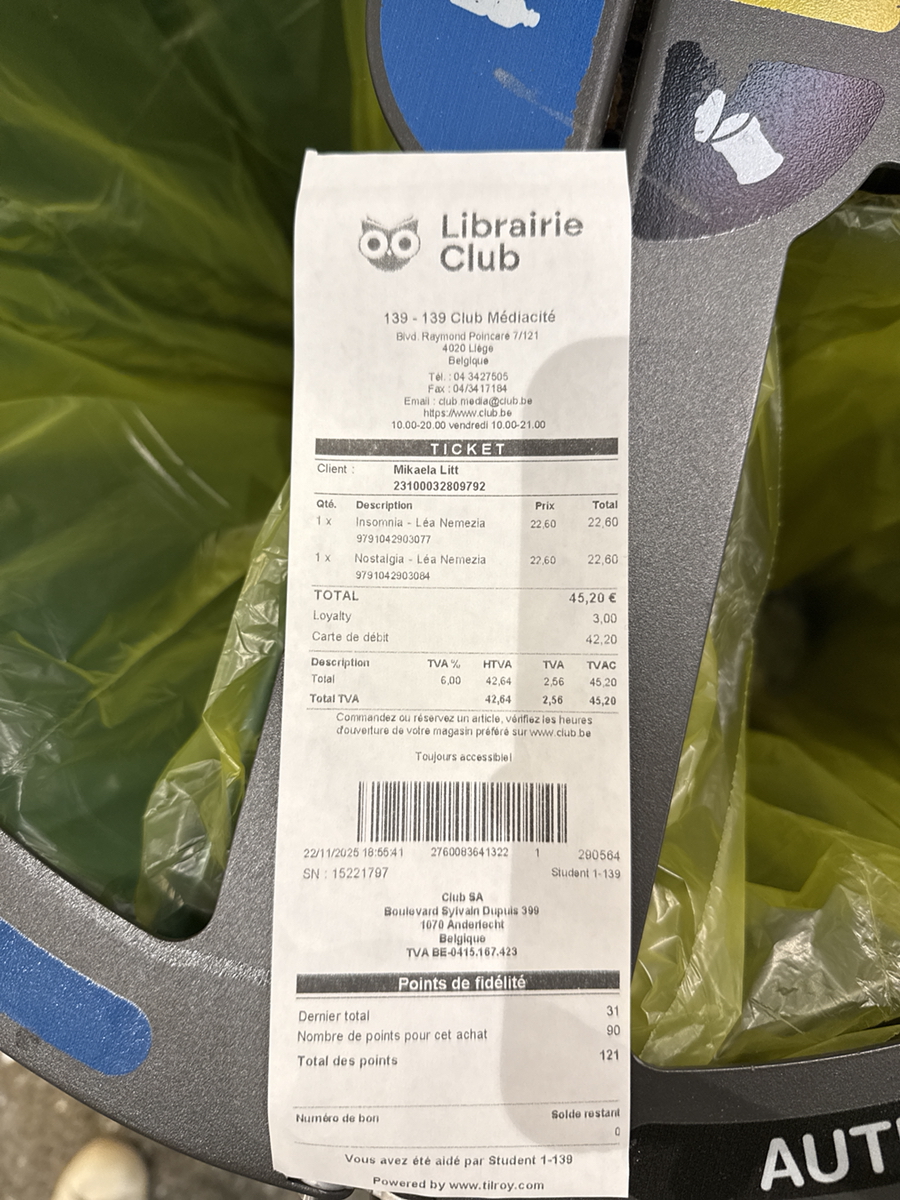 Librairie
Club
139 - 139 Club Médiacité
Blvd. Raymond Poincaré 7/121
4020 Liège
Belgique
Tél. : 04 3427505
Fax : 04/3417184
Email : club.media@club.be
https://www.club.be
10.00-20.00 vendredi 10.00-21.00
TICKET
Client : Mikaela Litt
23100032809792
Qté. Description Prix Total
1 x Insomnia - Léa Nemezia 22,60 22,60
9791042903077
1 x Nostalgia - Léa Nemezia 22,60 22,60
9791042903084
TOTAL 45,20 €
Loyalty 3,00
Carte de débit 42,20
Description TVA % HTVA TVA TVAC
Total 6,00 42,64 2,56 45,20
Total TVA 42,64 2,56 45,20
Commandez ou réservez un article, vérifiez les heures
d'ouverture de votre magasin préféré sur www.club.be
Toujours accessible!
22/11/2025 18:55:41 2760083641322 1 290564
SN : 15221797 Student 1-139
Club SA
Boulevard Sylvain Dupuis 399
1070 Anderlecht
Belgique
TVA BE-0415.167.423
Points de fidélité
Dernier total 31
Nombre de points pour cet achat 90
Total des points 121
Numéro de bon Solde restant
0
Vous avez été aidé par Student 1-139
Powered by www.tilroy.com